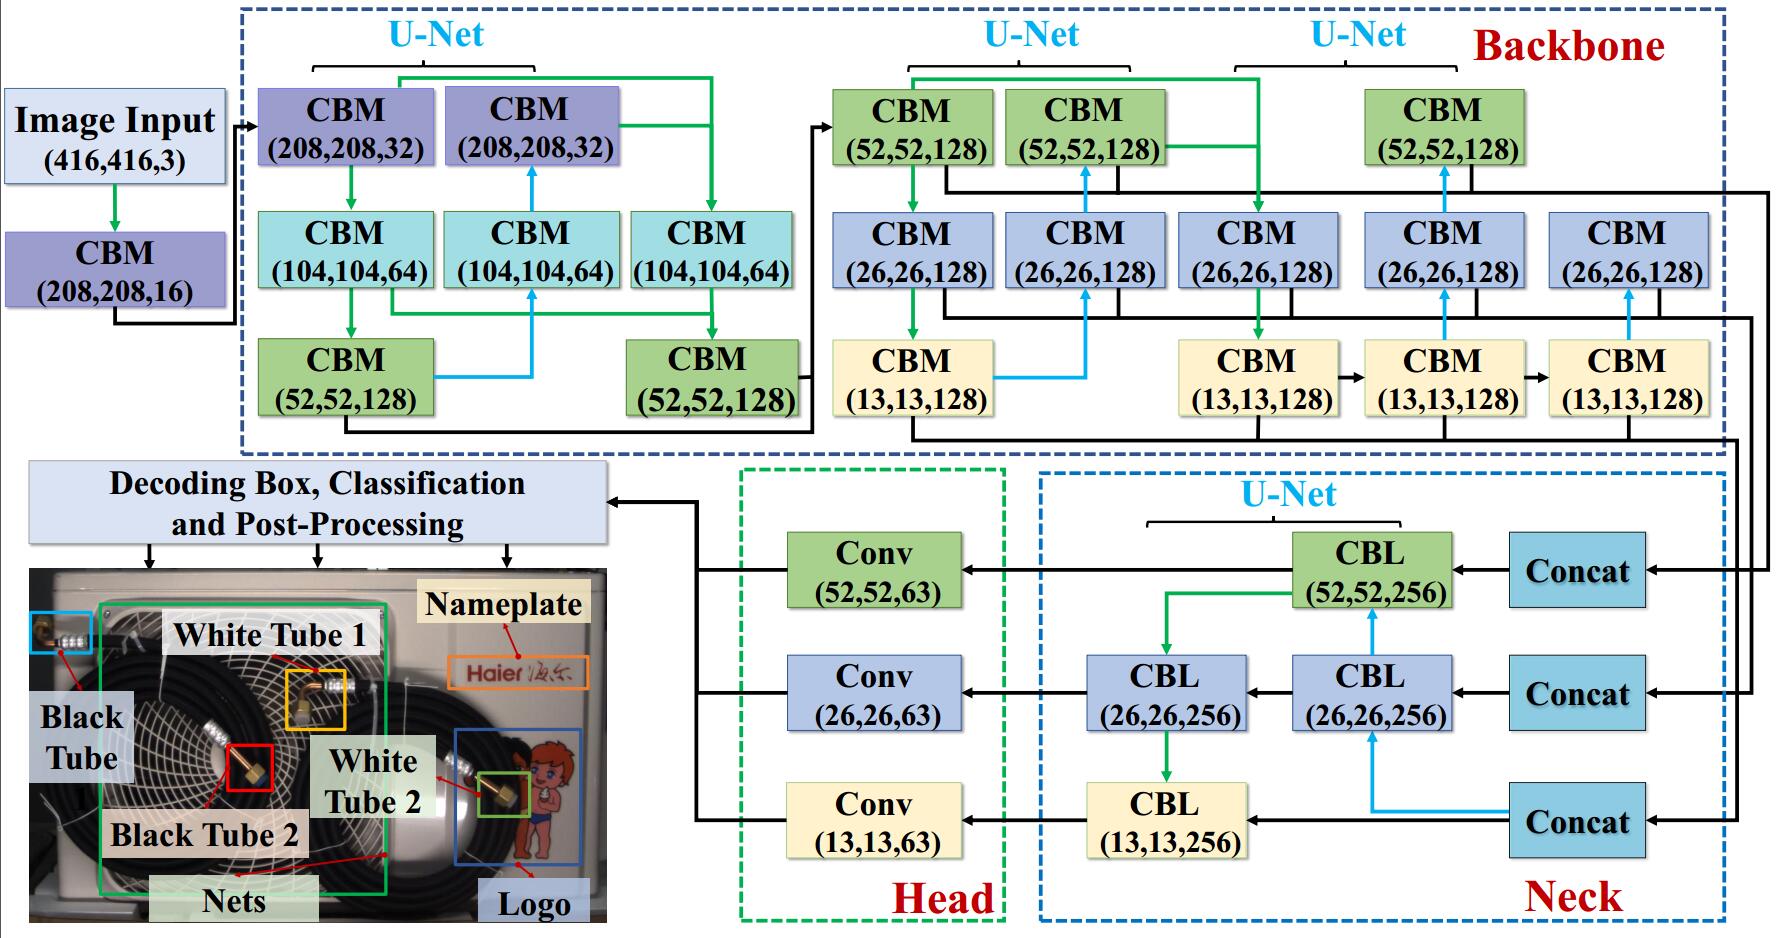 U-Net
U-Net
U-Net
Backbone
Image Input
(416,416,3)
CBM
(208,208,16)
CBM
(208,208,32)
CBM
(208,208,32)
CBM
(104,104,64)
CBM
(104,104,64)
CBM
(104,104,64)
CBM
(52,52,128)
CBM
(52,52,128)
CBM
(52,52,128)
CBM
(52,52,128)
CBM
(52,52,128)
CBM
(26,26,128)
CBM
(26,26,128)
CBM
(26,26,128)
CBM
(26,26,128)
CBM
(26,26,128)
CBM
(13,13,128)
CBM
(13,13,128)
CBM
(13,13,128)
CBM
(13,13,128)
Decoding Box, Classification
and Post-Processing
Nameplate
White Tube 1
Haier 海尔
Black
Tube
1
White
Tube 2
Black Tube 2
Nets
Logo
Conv
(52,52,63)
Conv
(26,26,63)
Conv
(13,13,63)
Head
U-Net
CBL
(52,52,256)
Concat
CBL
(26,26,256)
CBL
(26,26,256)
Concat
CBL
(13,13,256)
Concat
Neck